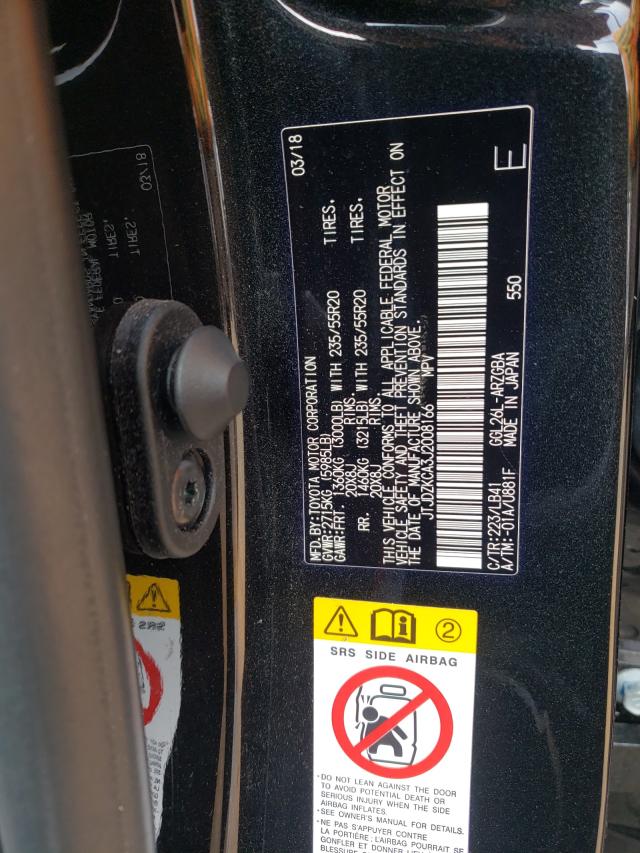 03/18
MFD.BY:TOYOTA MOTOR CORPORATION
GVWR:2715KG (5985LB)
GAWR:FRT. 1360KG (3000LB) WITH 235/55R20 TIRES.
20X8J RIMS.
RR. 1460KG (3215LB) WITH 235/55R20 TIRES.
20X8J RIMS.
THIS VEHICLE CONFORMS TO ALL APPLICABLE FEDERAL MOTOR
VEHICLE SAFETY AND THEFT PREVENTION STANDARDS IN EFFECT ON
THE DATE OF MANUFACTURE SHOWN ABOVE.
JTJDZKCA3J2008166 MPV
E
C/TR:223/LB41 GGL26L-ARZGBA 550
A/TM:-01A/U881F MADE IN JAPAN
2
SRS SIDE AIRBAG
•DO NOT LEAN AGAINST THE DOOR
TO AVOID POTENTIAL DEATH OR
SERIOUS INJURY WHEN THE SIDE
AIRBAG INFLATES.
•SEE OWNER'S MANUAL FOR DETAILS.
•NE PAS S'APPUYER CONTRE
LA PORTIÈRE; L'AIRBAG POURRAIT SE
GONFLER ET DONNER